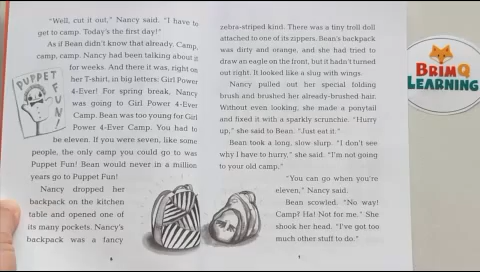 "Well, cut it out," Nancy said. "I have to
get to camp. Today's the first day!"
As if Bean didn't know that already. Camp,
camp, camp. Nancy had been talking about it
for weeks. And there it was, right on
her T-shirt, in big letters: Girl Power
4-Ever! For spring break, Nancy
was going to Girl Power 4-Ever
Camp. Bean was too young for Girl
Power 4-Ever Camp. You had to
be eleven. If you were seven, like some
people, the only camp you could go to was
Puppet Fun! Bean would never in a million
years go to Puppet Fun!
Nancy dropped her
backpack on the kitchen
table and opened one of
its many pockets. Nancy's
backpack was a fancy
PUPPET
FUN!
zebra-striped kind. There was a tiny troll doll
attached to one of its zippers. Bean's backpack
was dirty and orange, and she had tried to
draw an eagle on the front, but it hadn't turned
out right. It looked like a slug with wings.
Nancy pulled out her special folding
brush and brushed her already-brushed hair.
Without even looking, she made a ponytail
and fixed it with a sparkly scrunchie. "Hurry
up," she said to Bean. "Just eat it."
Bean took a long, slow slurp. "I don't see
why I have to hurry," she said. "I'm not going
to your old camp."
"You can go when you're
eleven," Nancy said.
Bean scowled. "No way!
Camp? Ha! Not for me." She
shook her head. "I've got too
much other stuff to do."
BRIMQ
LEARNING